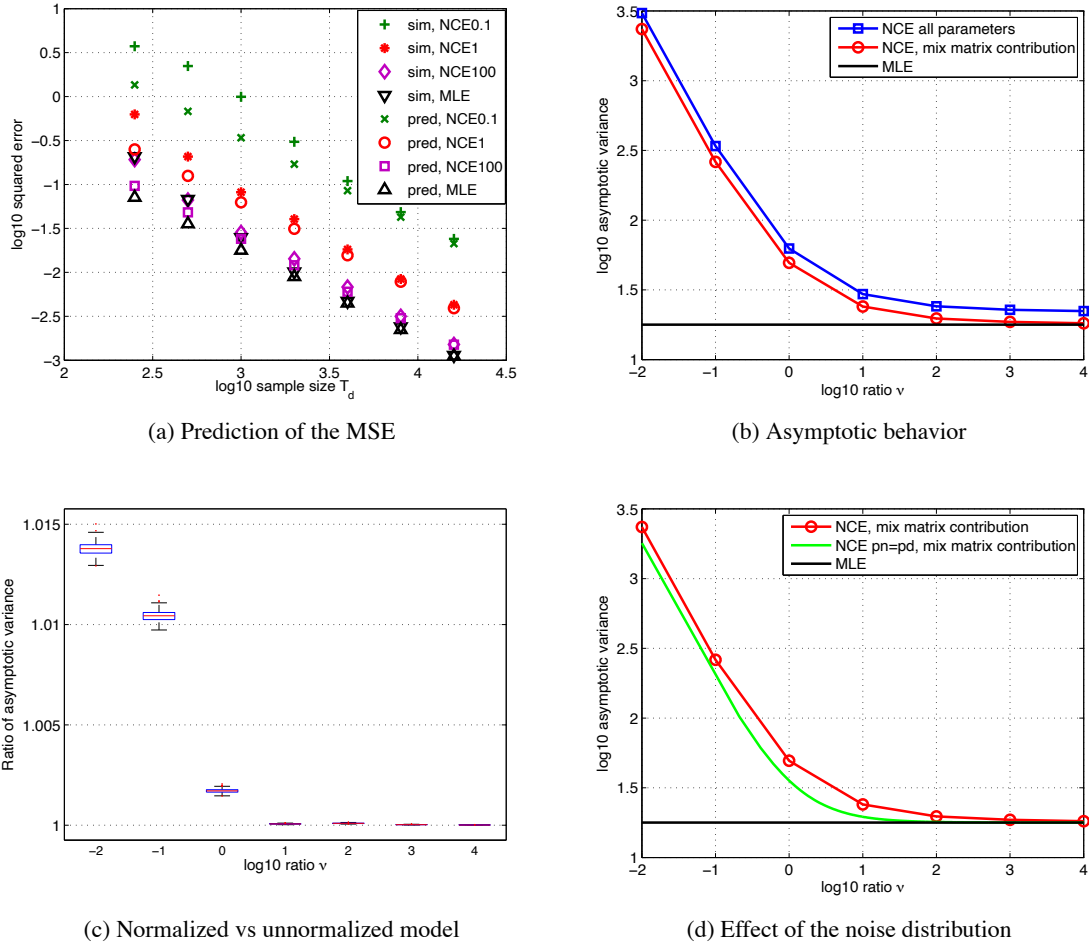 1
0.5
0
−0.5
−1
−1.5
−2
−2.5
−3
2
2.5
3
3.5
4
4.5
log10 squared error
log10 sample size T_d
sim, NCE0.1
sim, NCE1
sim, NCE100
sim, MLE
pred, NCE0.1
pred, NCE1
pred, NCE100
pred, MLE
(a) Prediction of the MSE
3.5
3
2.5
2
1.5
1
−2
−1
0
1
2
3
4
log10 asymptotic variance
log10 ratio ν
NCE all parameters
NCE, mix matrix contribution
MLE
(b) Asymptotic behavior
1.015
1.01
1.005
1
−2
−1
0
1
2
3
4
Ratio of asymptotic variance
log10 ratio ν
(c) Normalized vs unnormalized model
3.5
3
2.5
2
1.5
1
−2
−1
0
1
2
3
4
log10 asymptotic variance
log10 ratio ν
NCE, mix matrix contribution
NCE pn=pd, mix matrix contribution
MLE
(d) Effect of the noise distribution